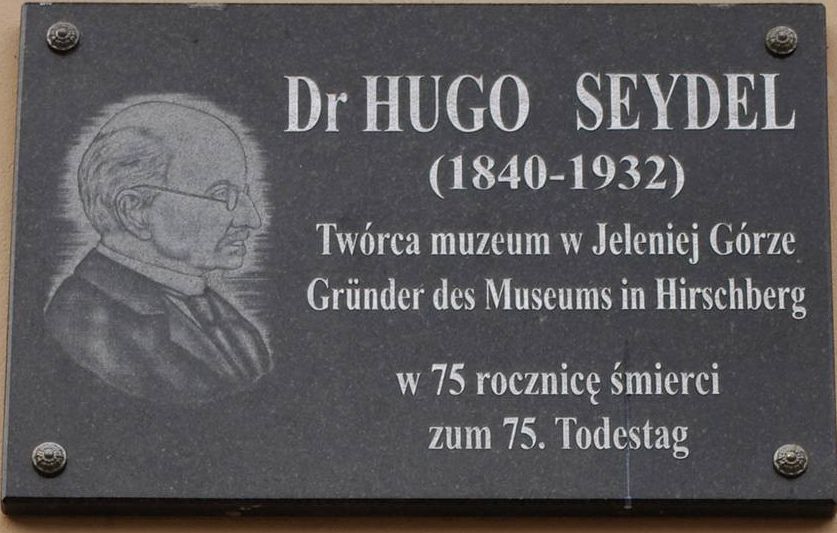 Dr HUGO SEYDEL
(1840-1932)
Twórca muzeum w Jeleniej Górze
Gründer des Museums in Hirschberg
w 75 rocznicę śmierci
zum 75. Todestag